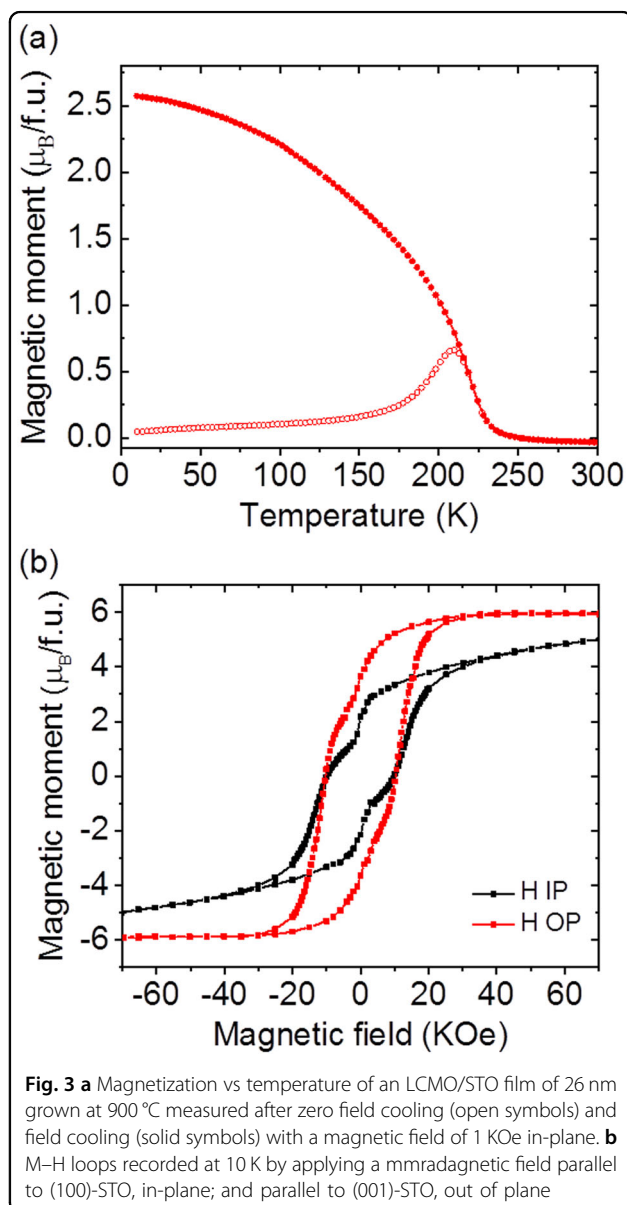 (a)
2.5
2.0
1.5
1.0
0.5
0.0
Magnetic moment (μB/f.u.)
0 50 100 150 200 250 300
Temperature (K)
(b)
6
4
2
0
-2
-4
-6
Magnetic moment (μB/f.u.)
H IP
H OP
-60 -40 -20 0 20 40 60
Magnetic field (KOe)
Fig. 3 a Magnetization vs temperature of an LCMO/STO film of 26 nm
grown at 900 °C measured after zero field cooling (open symbols) and
field cooling (solid symbols) with a magnetic field of 1 KOe in-plane. b
M–H loops recorded at 10 K by applying a mmradagnetic field parallel
to (100)-STO, in-plane; and parallel to (001)-STO, out of plane